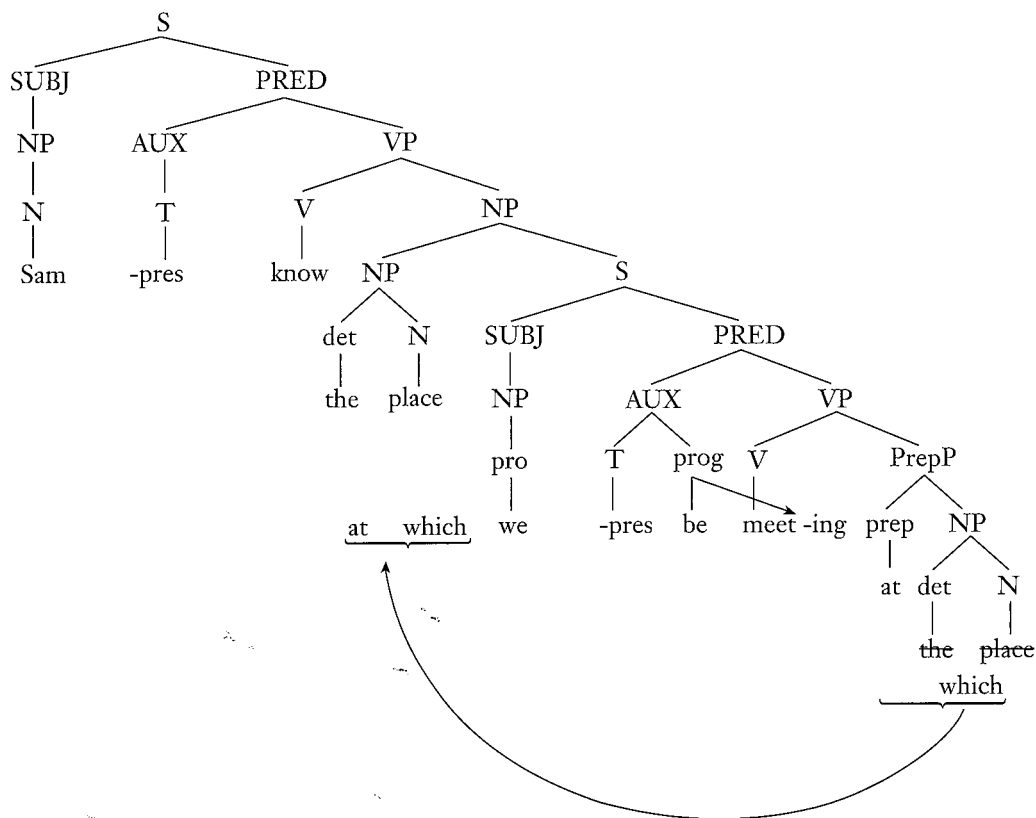 S
SUBJ PRED
NP AUX VP
N T V NP
Sam -pres know NP S
det N SUBJ PRED
the place NP AUX VP
pro T prog V PrepP
at which we -pres be meet -ing prep NP
at det N
the place
which